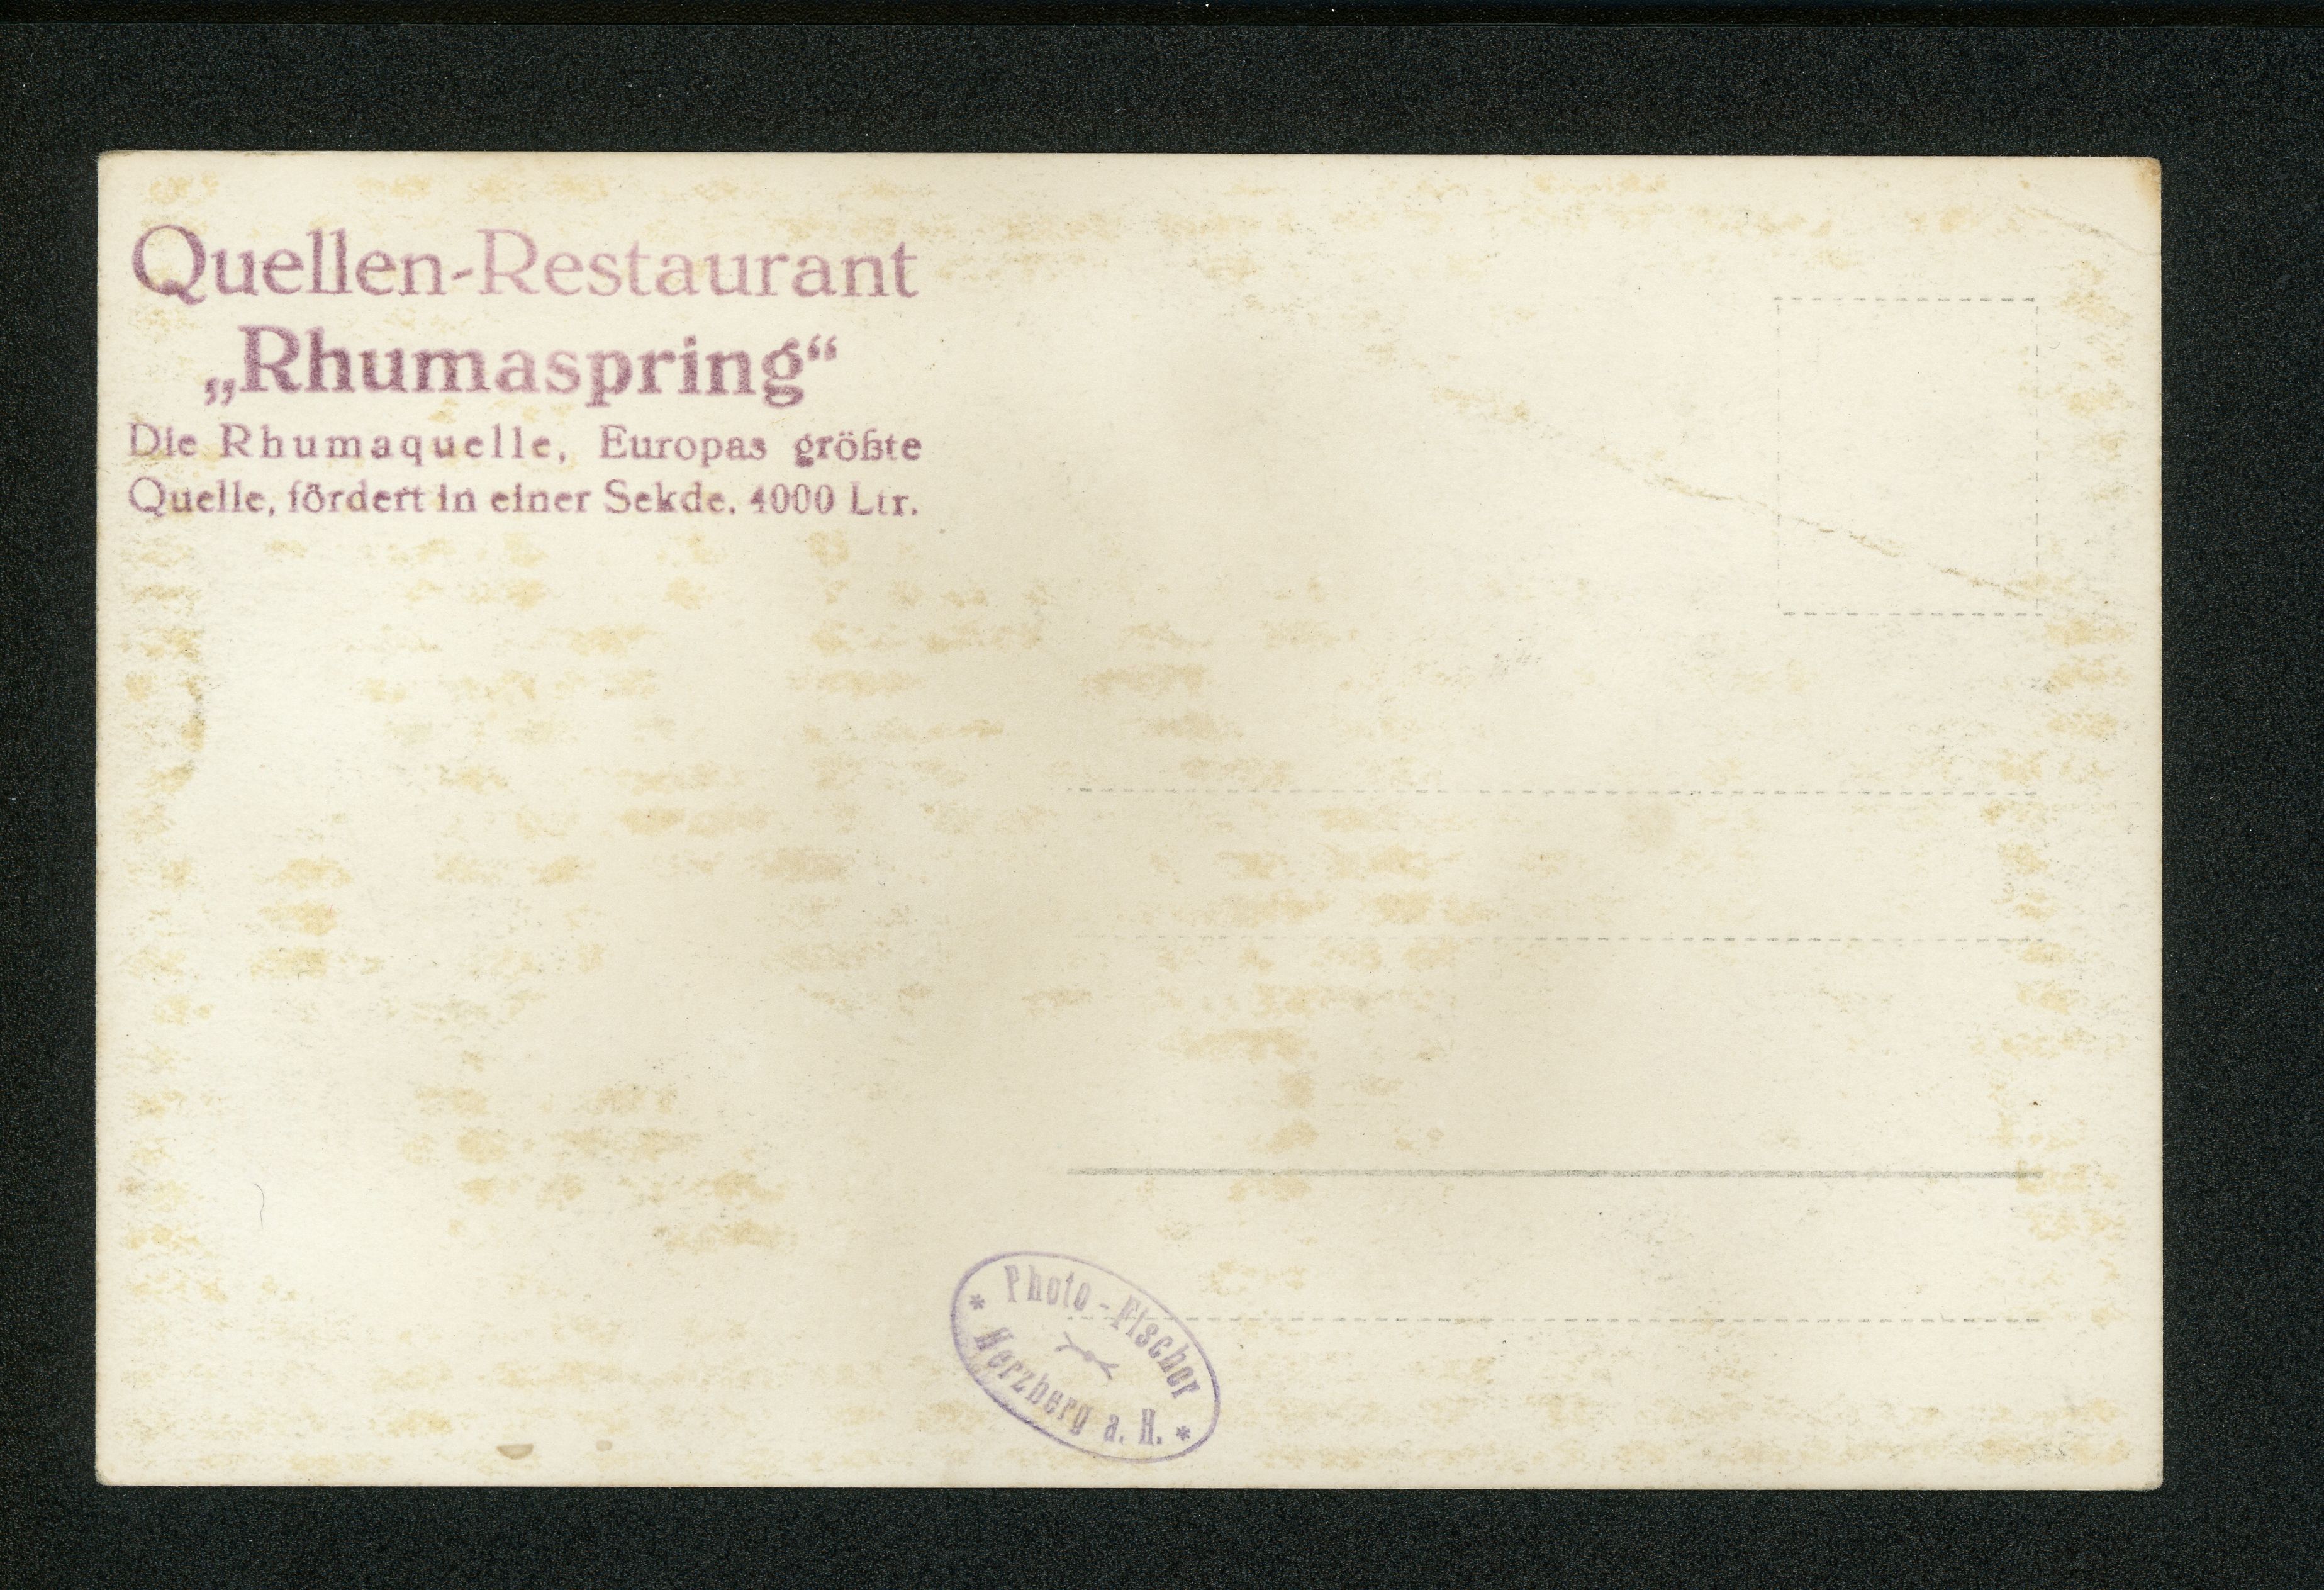 Quellen-Restaurant
„Rhumaspring“
Die Rhumaquelle, Europas größte
Quelle, fördert in einer Sekde. 4000 Ltr.
* Photo-Fischer
Herzberg a. H. *